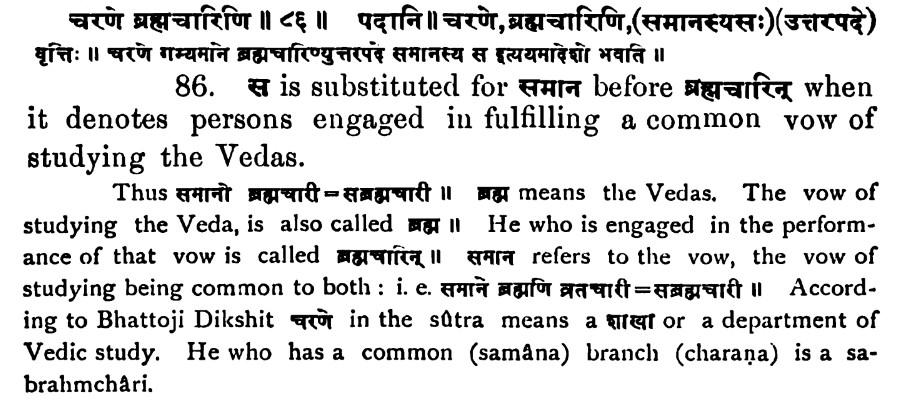 चरणे ब्रह्मचारिणि ॥ ८६ ॥ पदानि ॥ चरणे, ब्रह्मचारिणि, (समानस्यसः) (उत्तरपदे)
वृत्तिः ॥ चरणे गम्यमाने ब्रह्मचारिण्युत्तरपदे समानस्य स इत्ययमादेशो भवति ॥
86. स is substituted for समान before ब्रह्मचारिन् when
it denotes persons engaged in fulfilling a common vow of
studying the Vedas.
Thus समानो ब्रह्मचारी = सब्रह्मचारी ॥ ब्रह्म means the Vedas. The vow of
studying the Veda, is also called ब्रह्म ॥ He who is engaged in the perform-
ance of that vow is called ब्रह्मचारिन् ॥ समान refers to the vow, the vow of
studying being common to both : i. e. समाने ब्रह्मणि व्रतचारी = सब्रह्मचारी ॥ Accord-
ing to Bhattoji Dikshit चरणे in the sûtra means a शाखा or a department of
Vedic study. He who has a common (samâna) branch (charaṇa) is a sa-
brahmchâri.